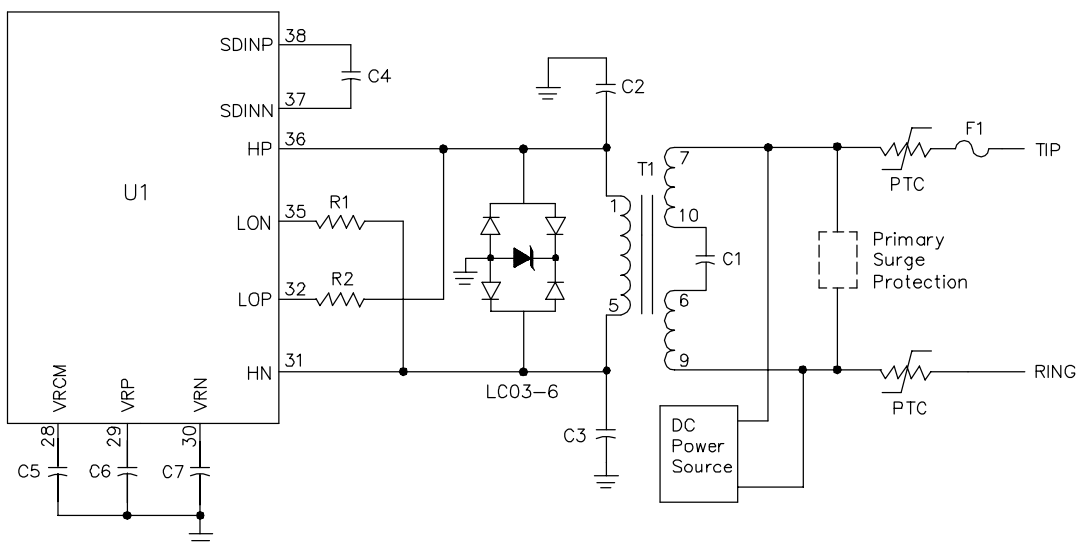 SDINP
38
C4
SDINN
37
C2
HP
36
F1
TIP
PTC
T1
7
U1
R1
LON
35
1
10
C1
Primary
Surge
Protection
R2
LOP
32
5
6
HN
31
9
LC03-6
RING
PTC
VRCM
VRP
VRN
28
29
30
C3
DC
Power
Source
C5
C6
C7